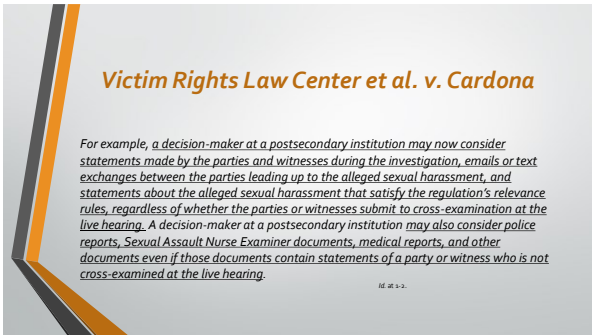 Victim Rights Law Center et al. v. Cardona
For example, a decision-maker at a postsecondary institution may now consider
statements made by the parties and witnesses during the investigation, emails or text
exchanges between the parties leading up to the alleged sexual harassment, and
statements about the alleged sexual harassment that satisfy the regulation's relevance
rules, regardless of whether the parties or witnesses submit to cross-examination at the
live hearing. A decision-maker at a postsecondary institution may also consider police
reports, Sexual Assault Nurse Examiner documents, medical reports, and other
documents even if those documents contain statements of a party or witness who is not
cross-examined at the live hearing.
Id. at 1-2.